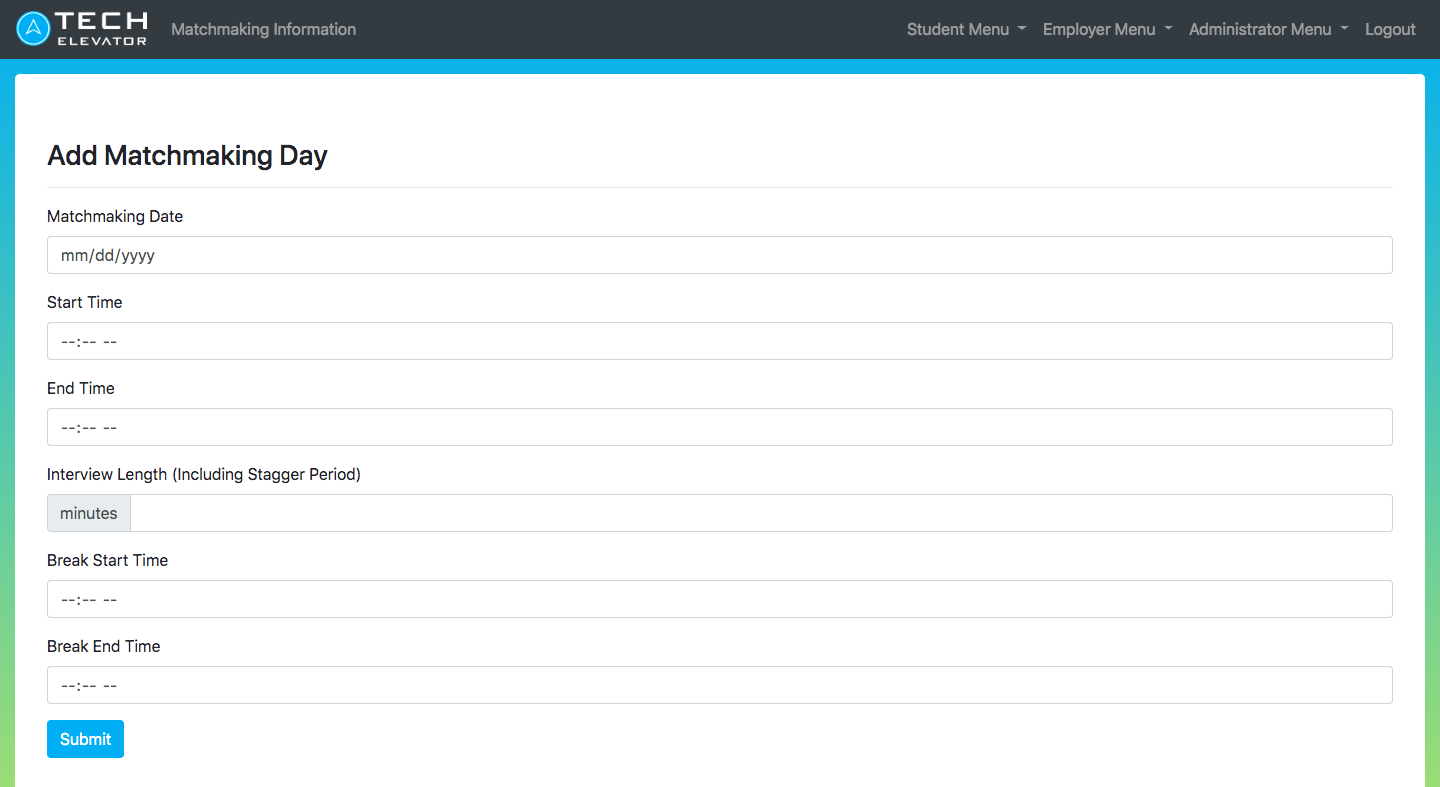 TECH
ELEVATOR
Matchmaking Information
Student Menu
Employer Menu
Administrator Menu
Logout
Add Matchmaking Day
Matchmaking Date
mm/dd/yyyy
Start Time
--:-- --
End Time
--:-- --
Interview Length (Including Stagger Period)
minutes
Break Start Time
--:-- --
Break End Time
--:-- --
Submit